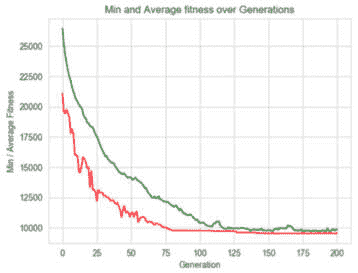 Min and Average fitness over Generations
Min / Average Fitness
25000
22500
20000
17500
15000
12500
10000
0 25 50 75 100 125 150 175 200
Generation